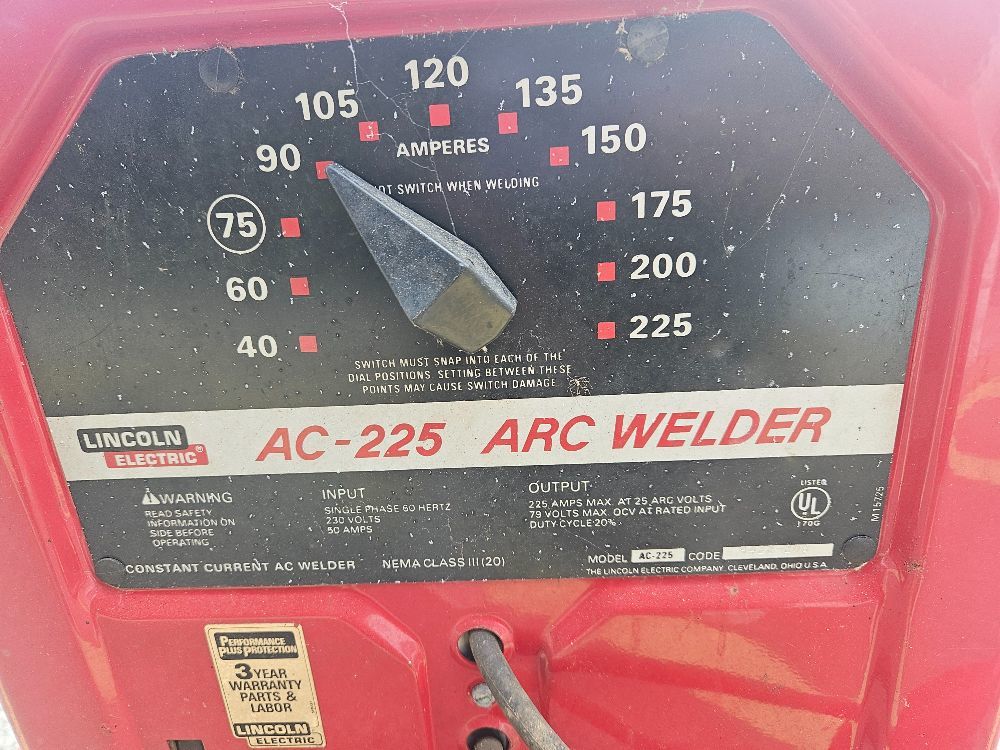 120
105
135
90
AMPERES
150
OT SWITCH WHEN WELDING
75
175
60
200
40
225
SWITCH MUST SNAP INTO EACH OF THE
DIAL POSITIONS. SETTING BETWEEN THESE
POINTS MAY CAUSE SWITCH DAMAGE.
LINCOLN
ELECTRIC®
AC-225 ARC WELDER
WARNING
READ SAFETY
INFORMATION ON
SIDE BEFORE
OPERATING
INPUT
SINGLE PHASE 60 HERTZ
230 VOLTS
50 AMPS
OUTPUT
225 AMPS MAX. AT 25 ARC VOLTS
79 VOLTS MAX. OCV AT RATED INPUT
DUTY CYCLE 20%
LISTED
UL
170G
M15725
CONSTANT CURRENT AC WELDER NEMA CLASS III (20)
MODEL AC-225 CODE
THE LINCOLN ELECTRIC COMPANY, CLEVELAND, OHIO U.S.A.
PERFORMANCE
PLUS PROTECTION
3 YEAR
WARRANTY
PARTS &
LABOR
LINCOLN
ELECTRIC